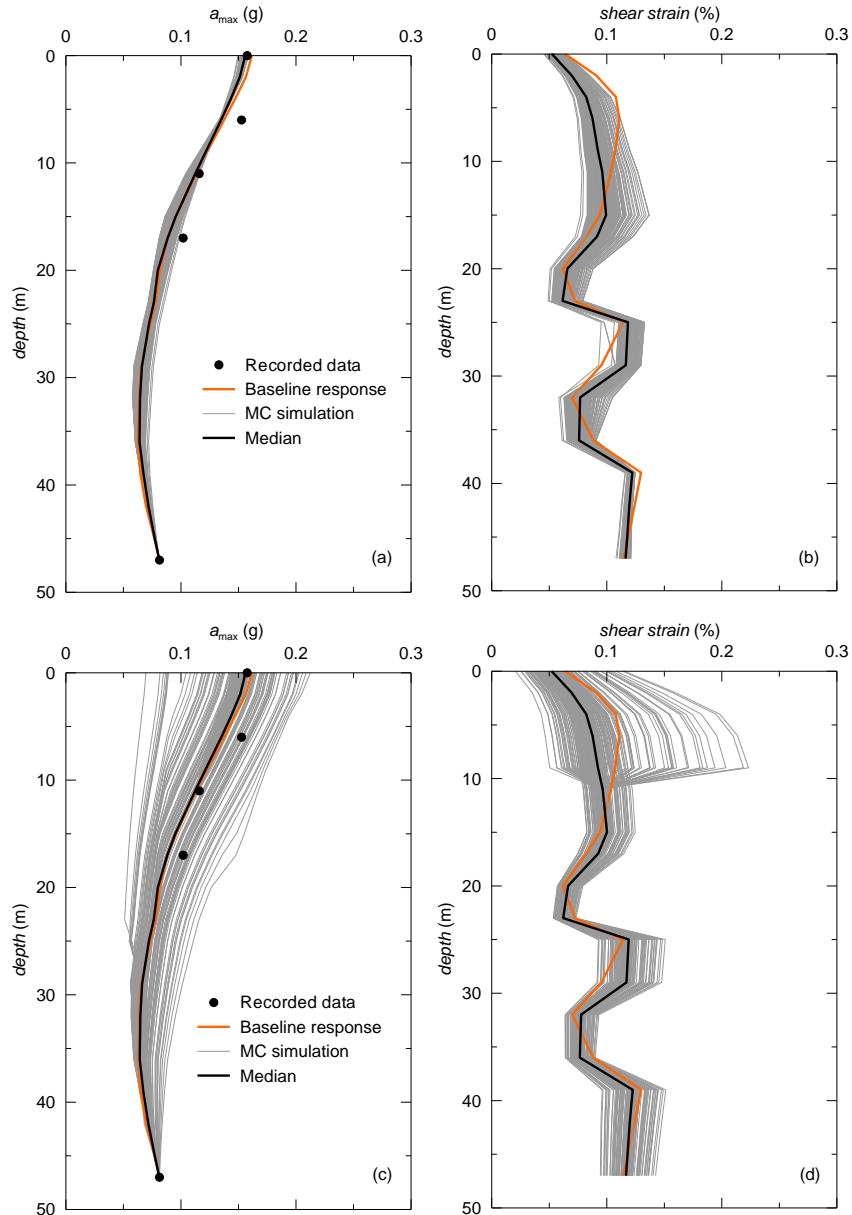 a_max (g)
0 0.1 0.2 0.3
0
10
20
30
40
50
depth (m)
Recorded data
Baseline response
MC simulation
Median
(a)
shear strain (%)
0 0.1 0.2 0.3
0
10
20
30
40
50
depth (m)
(b)
a_max (g)
0 0.1 0.2 0.3
0
10
20
30
40
50
depth (m)
Recorded data
Baseline response
MC simulation
Median
(c)
shear strain (%)
0 0.1 0.2 0.3
0
10
20
30
40
50
depth (m)
(d)